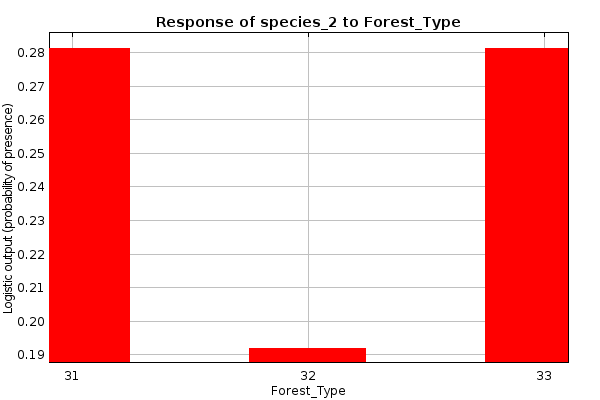 Response of species_2 to Forest_Type
Logistic output (probability of presence)
0.28
0.27
0.26
0.25
0.24
0.23
0.22
0.21
0.20
0.19
31 32 33
Forest_Type